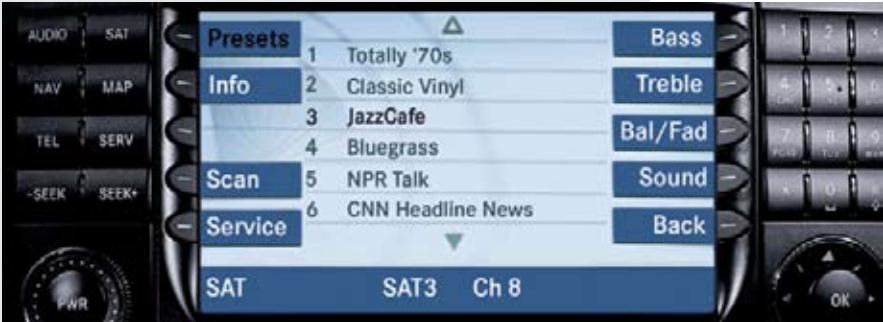 AUDIO SAT
NAV MAP
TEL SERV
-SEEK SEEK+
PWR
Presets
Info
Scan
Service
1 Totally '70s
2 Classic Vinyl
3 JazzCafe
4 Bluegrass
5 NPR Talk
6 CNN Headline News
Bass
Treble
Bal/Fad
Sound
Back
SAT SAT3 Ch 8
1 2 3
4 5
7 8 9
0
OK